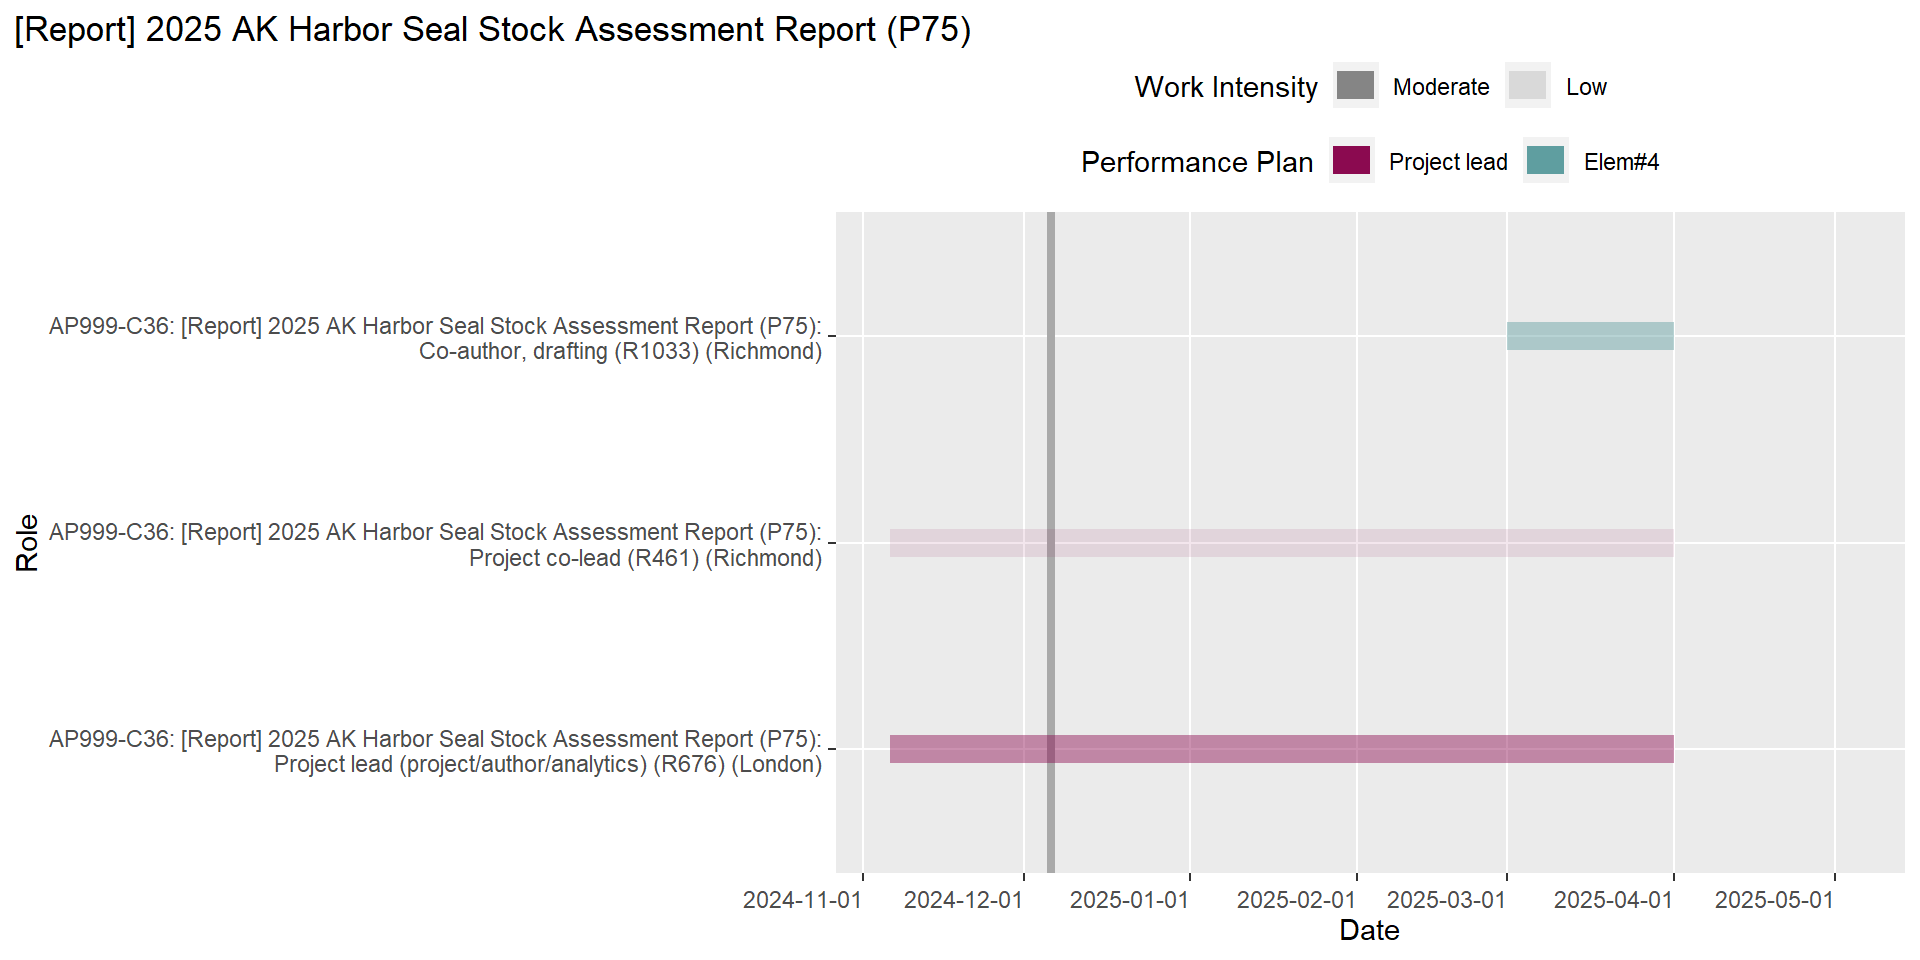 [Report] 2025 AK Harbor Seal Stock Assessment Report (P75)
Work Intensity Moderate Low
Performance Plan Project lead Elem#4
AP999-C36: [Report] 2025 AK Harbor Seal Stock Assessment Report (P75):
Co-author, drafting (R1033) (Richmond)
AP999-C36: [Report] 2025 AK Harbor Seal Stock Assessment Report (P75):
Project co-lead (R461) (Richmond)
AP999-C36: [Report] 2025 AK Harbor Seal Stock Assessment Report (P75):
Project lead (project/author/analytics) (R676) (London)
Role
2024-11-01 2024-12-01 2025-01-01 2025-02-01 2025-03-01 2025-04-01 2025-05-01
Date